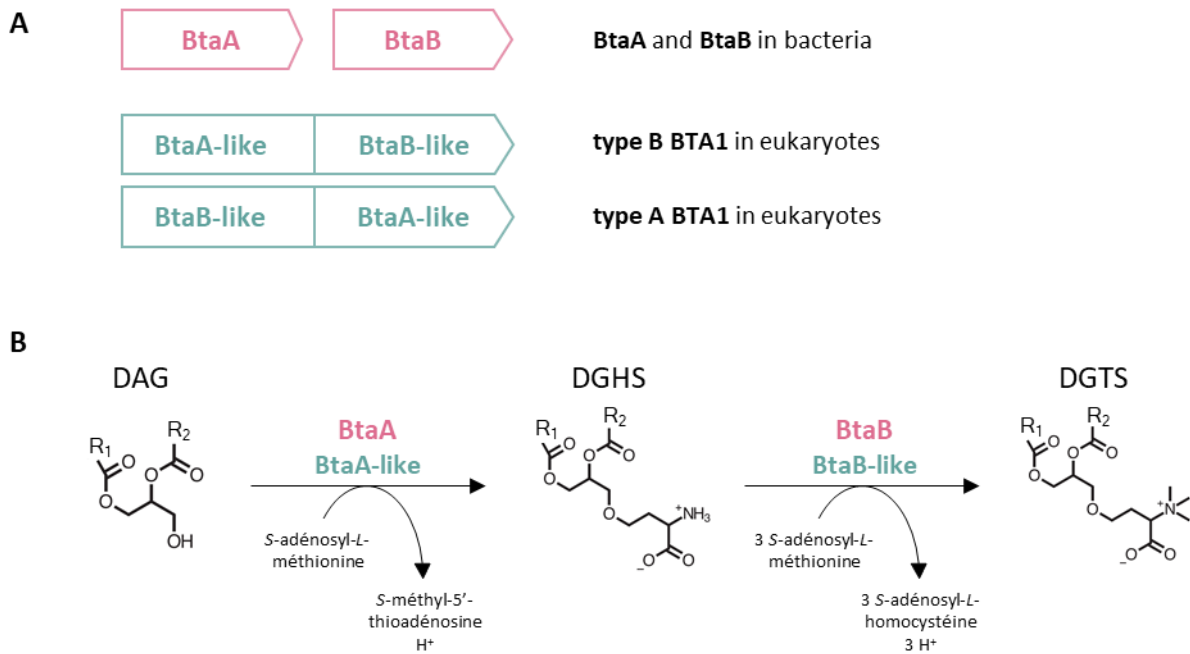 A
BtaA
BtaB
BtaA and BtaB in bacteria
BtaA-like
BtaB-like
type B BTA1 in eukaryotes
BtaB-like
BtaA-like
type A BTA1 in eukaryotes
B
DAG
DGHS
DGTS
R1
R2
O
O
O
O
OH
BtaA
BtaA-like
S-adénosyl-L-
méthionine
S-méthyl-5’-
thioadénosine
H+
R1
R2
O
O
O
O
O
+NH3
O
−O
BtaB
BtaB-like
3 S-adénosyl-L-
méthionine
3 S-adénosyl-L-
homocystéine
3 H+
R1
R2
O
O
O
O
O
N+
O
−O